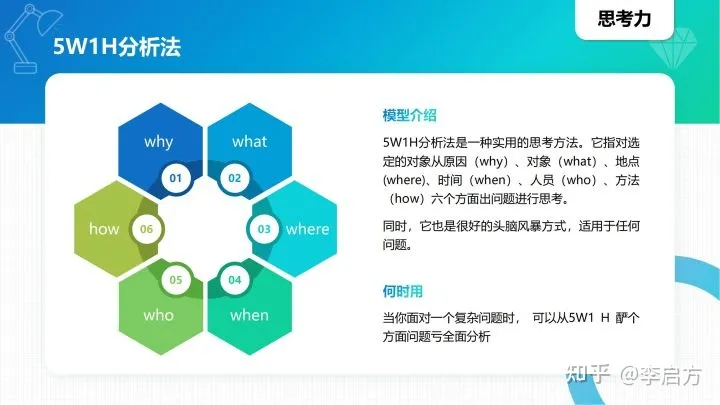 思考力
5W1H分析法
why
what
01
02
how
06
03
where
05
04
who
when
模型介绍
5W1H分析法是一种实用的思考方法。它指对选
定的对象从原因（why）、对象（what）、地点
(where)、时间（when）、人员（who）、方法
（how）六个方面出问题进行思考。
同时，它也是很好的头脑风暴方式，适用于任何
问题。
何时用
当你面对一个复杂问题时， 可以从5W1 H 酽个
方面问题亏全面分析
知乎 @李启方